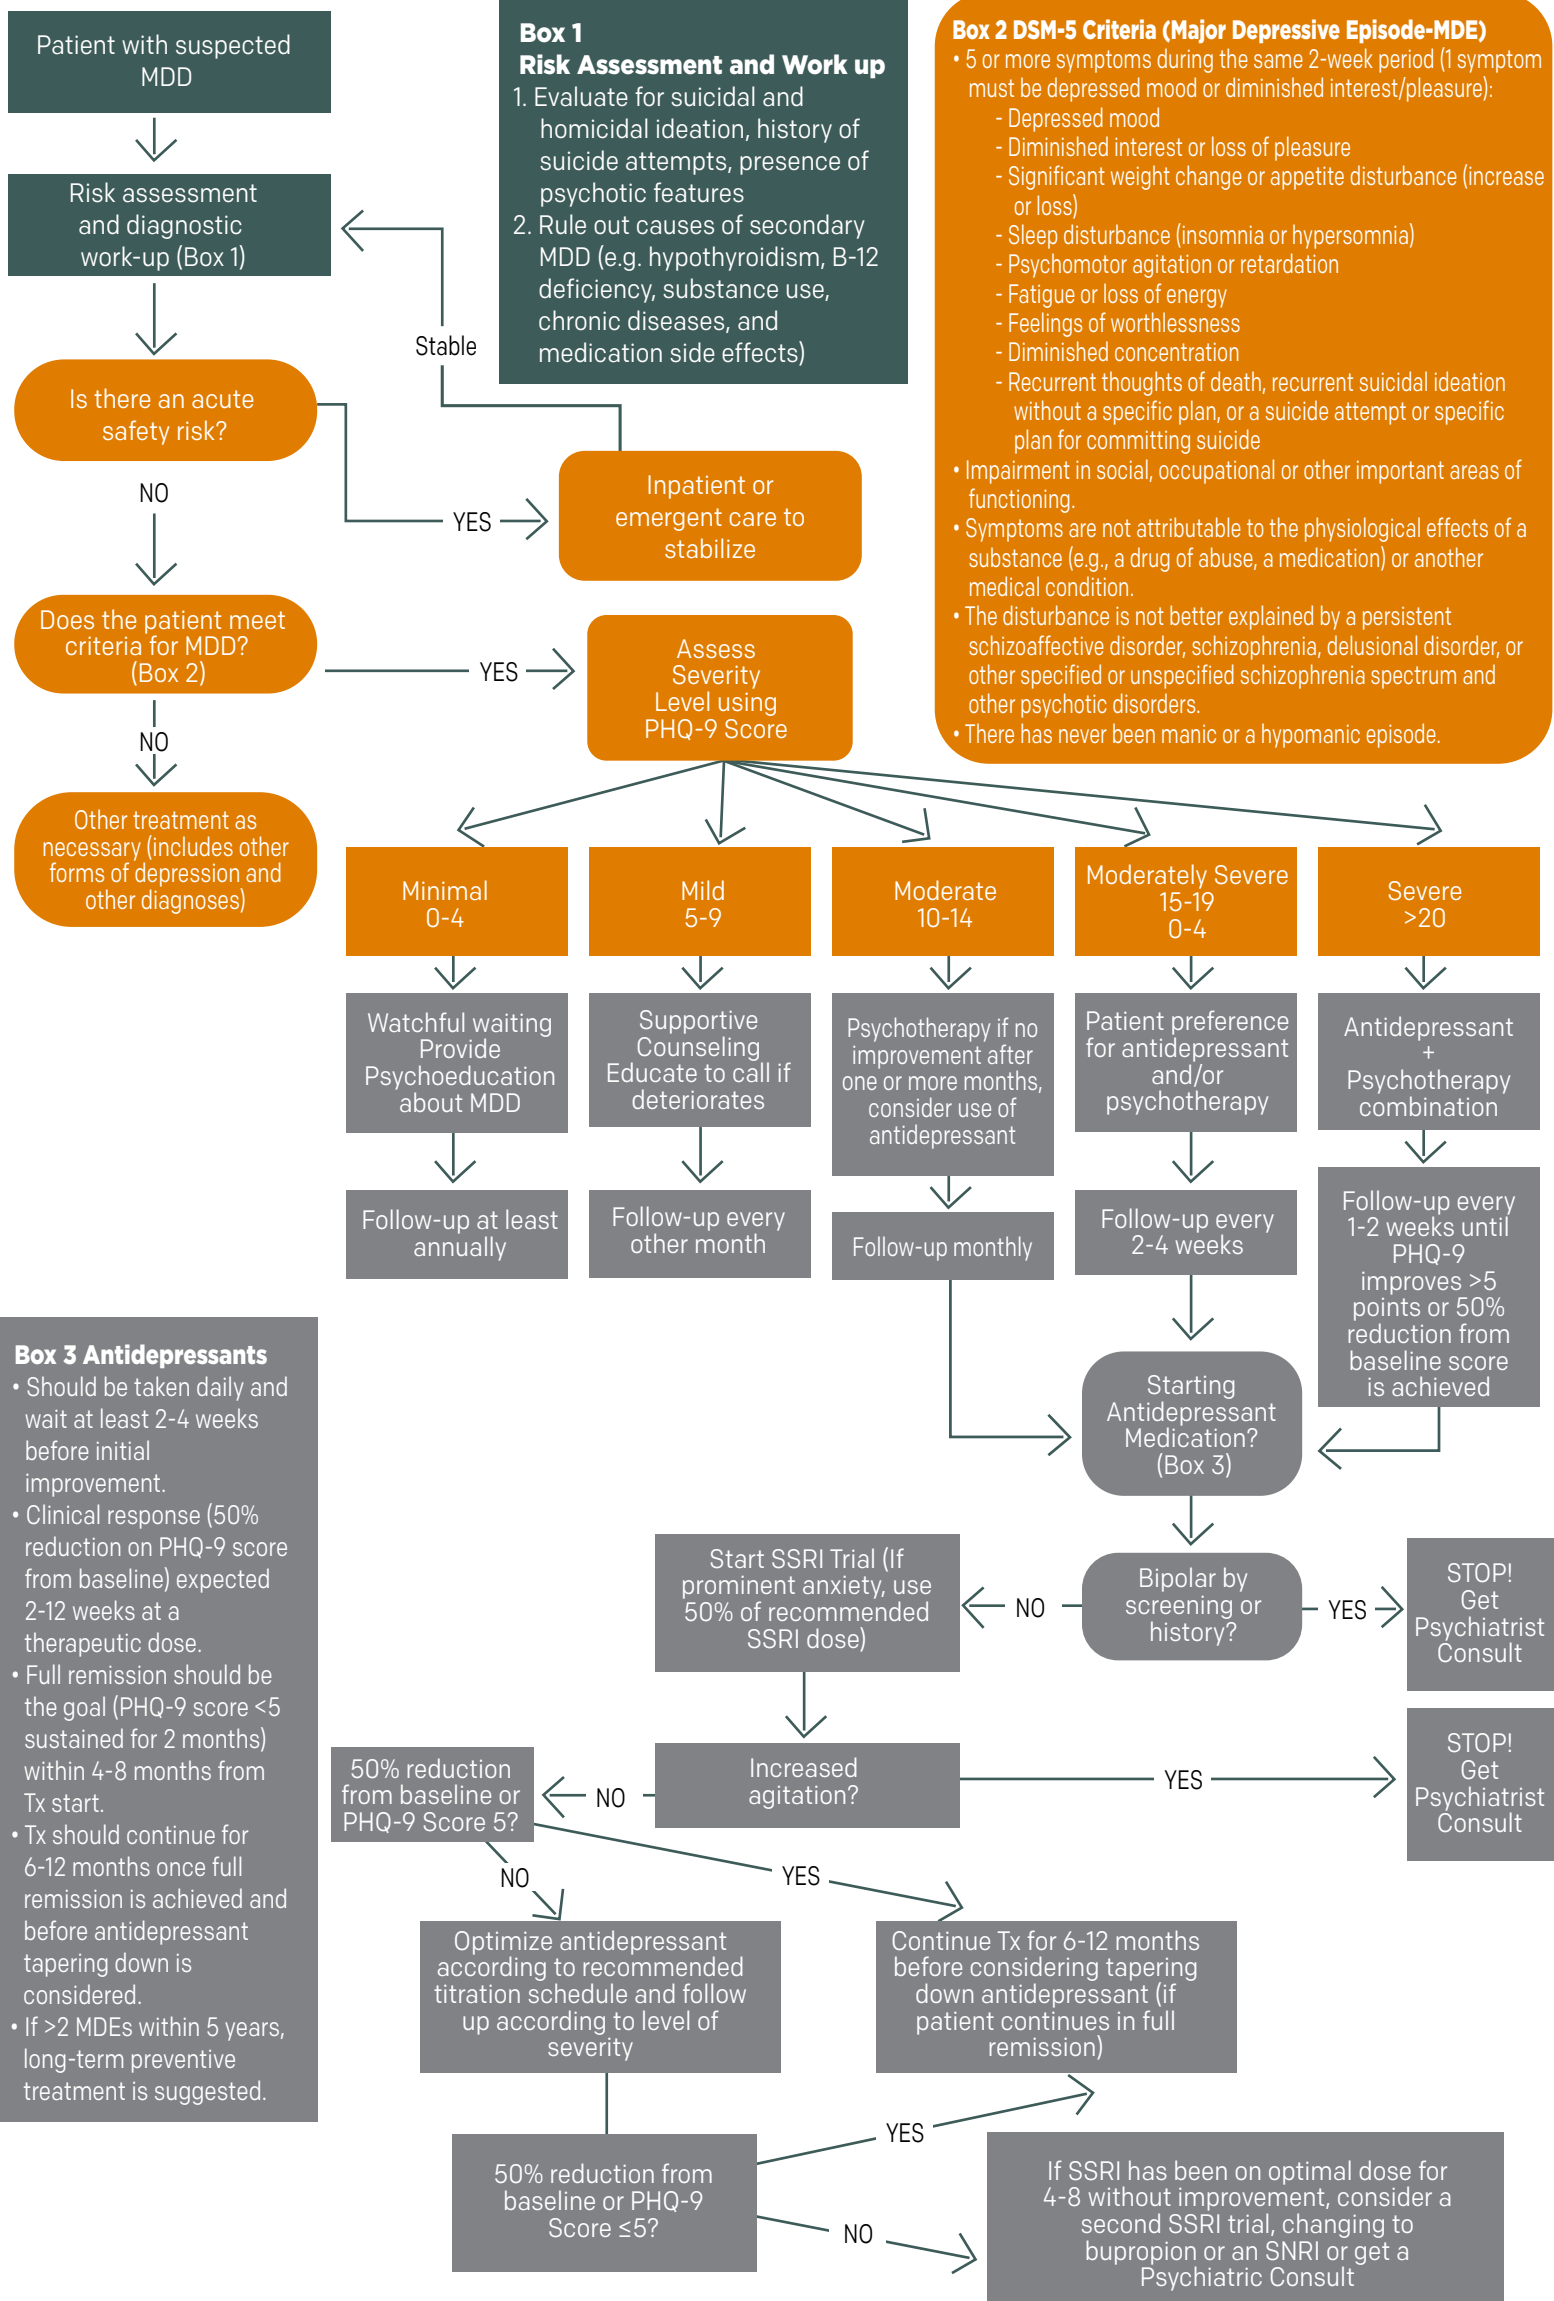 Patient with suspected
MDD
Risk assessment
and diagnostic
work-up (Box 1)
Is there an acute
safety risk?
NO
YES
Stable
Inpatient or
emergent care to
stabilize
Box 1
Risk Assessment and Work up
1. Evaluate for suicidal and
homicidal ideation, history of
suicide attempts, presence of
psychotic features
2. Rule out causes of secondary
MDD (e.g. hypothyroidism, B-12
deficiency, substance use,
chronic diseases, and
medication side effects)
Box 2 DSM-5 Criteria (Major Depressive Episode-MDE)
• 5 or more symptoms during the same 2-week period (1 symptom
must be depressed mood or diminished interest/pleasure):
- Depressed mood
- Diminished interest or loss of pleasure
- Significant weight change or appetite disturbance (increase
or loss)
- Sleep disturbance (insomnia or hypersomnia)
- Psychomotor agitation or retardation
- Fatigue or loss of energy
- Feelings of worthlessness
- Diminished concentration
- Recurrent thoughts of death, recurrent suicidal ideation
without a specific plan, or a suicide attempt or specific
plan for committing suicide
• Impairment in social, occupational or other important areas of
functioning.
• Symptoms are not attributable to the physiological effects of a
substance (e.g., a drug of abuse, a medication) or another
medical condition.
• The disturbance is not better explained by a persistent
schizoaffective disorder, schizophrenia, delusional disorder, or
other specified or unspecified schizophrenia spectrum and
other psychotic disorders.
• There has never been manic or a hypomanic episode.
Does the patient meet
criteria for MDD?
(Box 2)
YES
NO
Assess
Severity
Level using
PHQ-9 Score
Other treatment as
necessary (includes other
forms of depression and
other diagnoses)
Minimal
0-4
Mild
5-9
Moderate
10-14
Moderately Severe
15-19
0-4
Severe
>20
Watchful waiting
Provide
Psychoeducation
about MDD
Supportive
Counseling
Educate to call if
deteriorates
Psychotherapy if no
improvement after
one or more months,
consider use of
antidepressant
Patient preference
for antidepressant
and/or
psychotherapy
Antidepressant
+
Psychotherapy
combination
Follow-up at least
annually
Follow-up every
other month
Follow-up monthly
Follow-up every
2-4 weeks
Follow-up every
1-2 weeks until
PHQ-9
improves >5
points or 50%
reduction from
baseline score
is achieved
Box 3 Antidepressants
• Should be taken daily and
wait at least 2-4 weeks
before initial
improvement.
• Clinical response (50%
reduction on PHQ-9 score
from baseline) expected
2-12 weeks at a
therapeutic dose.
• Full remission should be
the goal (PHQ-9 score <5
sustained for 2 months)
within 4-8 months from
Tx start.
• Tx should continue for
6-12 months once full
remission is achieved and
before antidepressant
tapering down is
considered.
• If >2 MDEs within 5 years,
long-term preventive
treatment is suggested.
Starting
Antidepressant
Medication?
(Box 3)
Bipolar by
screening or
history?
NO
YES
STOP!
Get
Psychiatrist
Consult
Start SSRI Trial (If
prominent anxiety, use
50% of recommended
SSRI dose)
Increased
agitation?
NO
YES
STOP!
Get
Psychiatrist
Consult
50% reduction
from baseline or
PHQ-9 Score 5?
NO
YES
Optimize antidepressant
according to recommended
titration schedule and follow
up according to level of
severity
Continue Tx for 6-12 months
before considering tapering
down antidepressant (if
patient continues in full
remission)
50% reduction from
baseline or PHQ-9
Score ≤5?
YES
NO
If SSRI has been on optimal dose for
4-8 without improvement, consider a
second SSRI trial, changing to
bupropion or an SNRI or get a
Psychiatric Consult